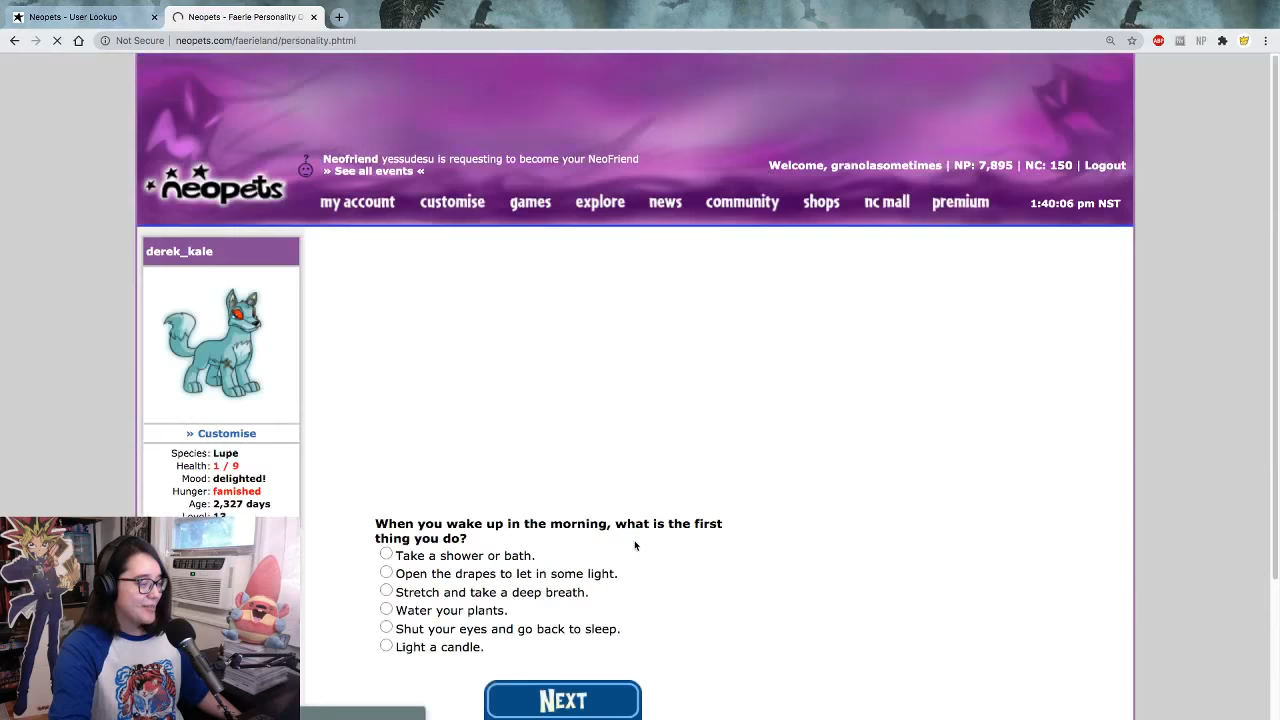 Neopets - User Lookup
Neopets - Faerie Personality Q
Not Secure | neopets.com/faerieland/personality.phtml
ABP
NP
Neofriend yessudesu is requesting to become your NeoFriend
» See all events «
Welcome, granolasometimes | NP: 7,895 | NC: 150 | Logout
neopets
my account customise games explore news community shops nc mall premium
1:40:06 pm NST
derek_kale
» Customise
Species: Lupe
Health: 1 / 9
Mood: delighted!
Hunger: famished
Age: 2,327 days
Level: 13
When you wake up in the morning, what is the first
thing you do?
Take a shower or bath.
Open the drapes to let in some light.
Stretch and take a deep breath.
Water your plants.
Shut your eyes and go back to sleep.
Light a candle.
NEXT